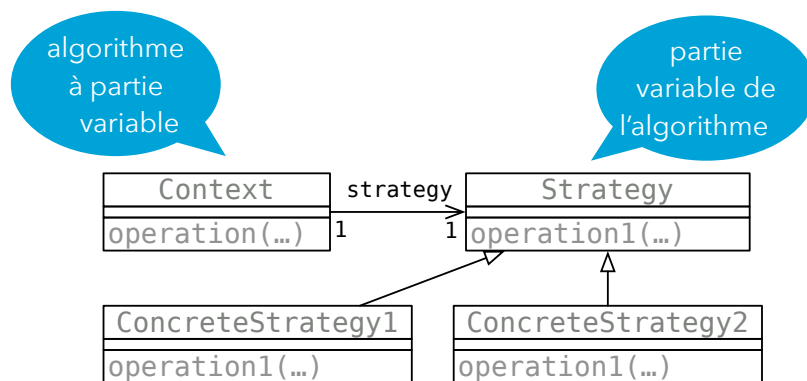 algorithme
à partie
variable
partie
variable de
l’algorithme
Context
strategy
Strategy
operation(…)
1
1
operation1(…)
ConcreteStrategy1
ConcreteStrategy2
operation1(…)
operation1(…)